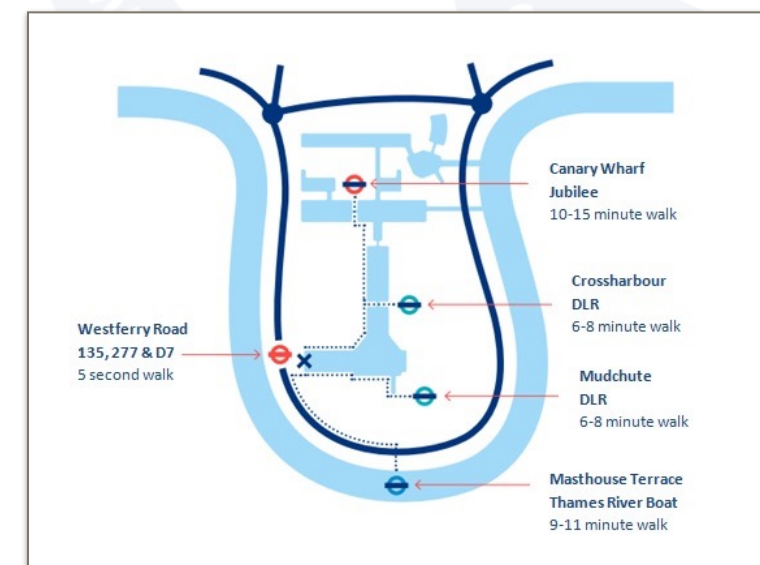 Canary Wharf
Jubilee
10-15 minute walk
Crossharbour
DLR
6-8 minute walk
Westferry Road
135, 277 & D7
5 second walk
Mudchute
DLR
6-8 minute walk
Masthouse Terrace
Thames River Boat
9-11 minute walk